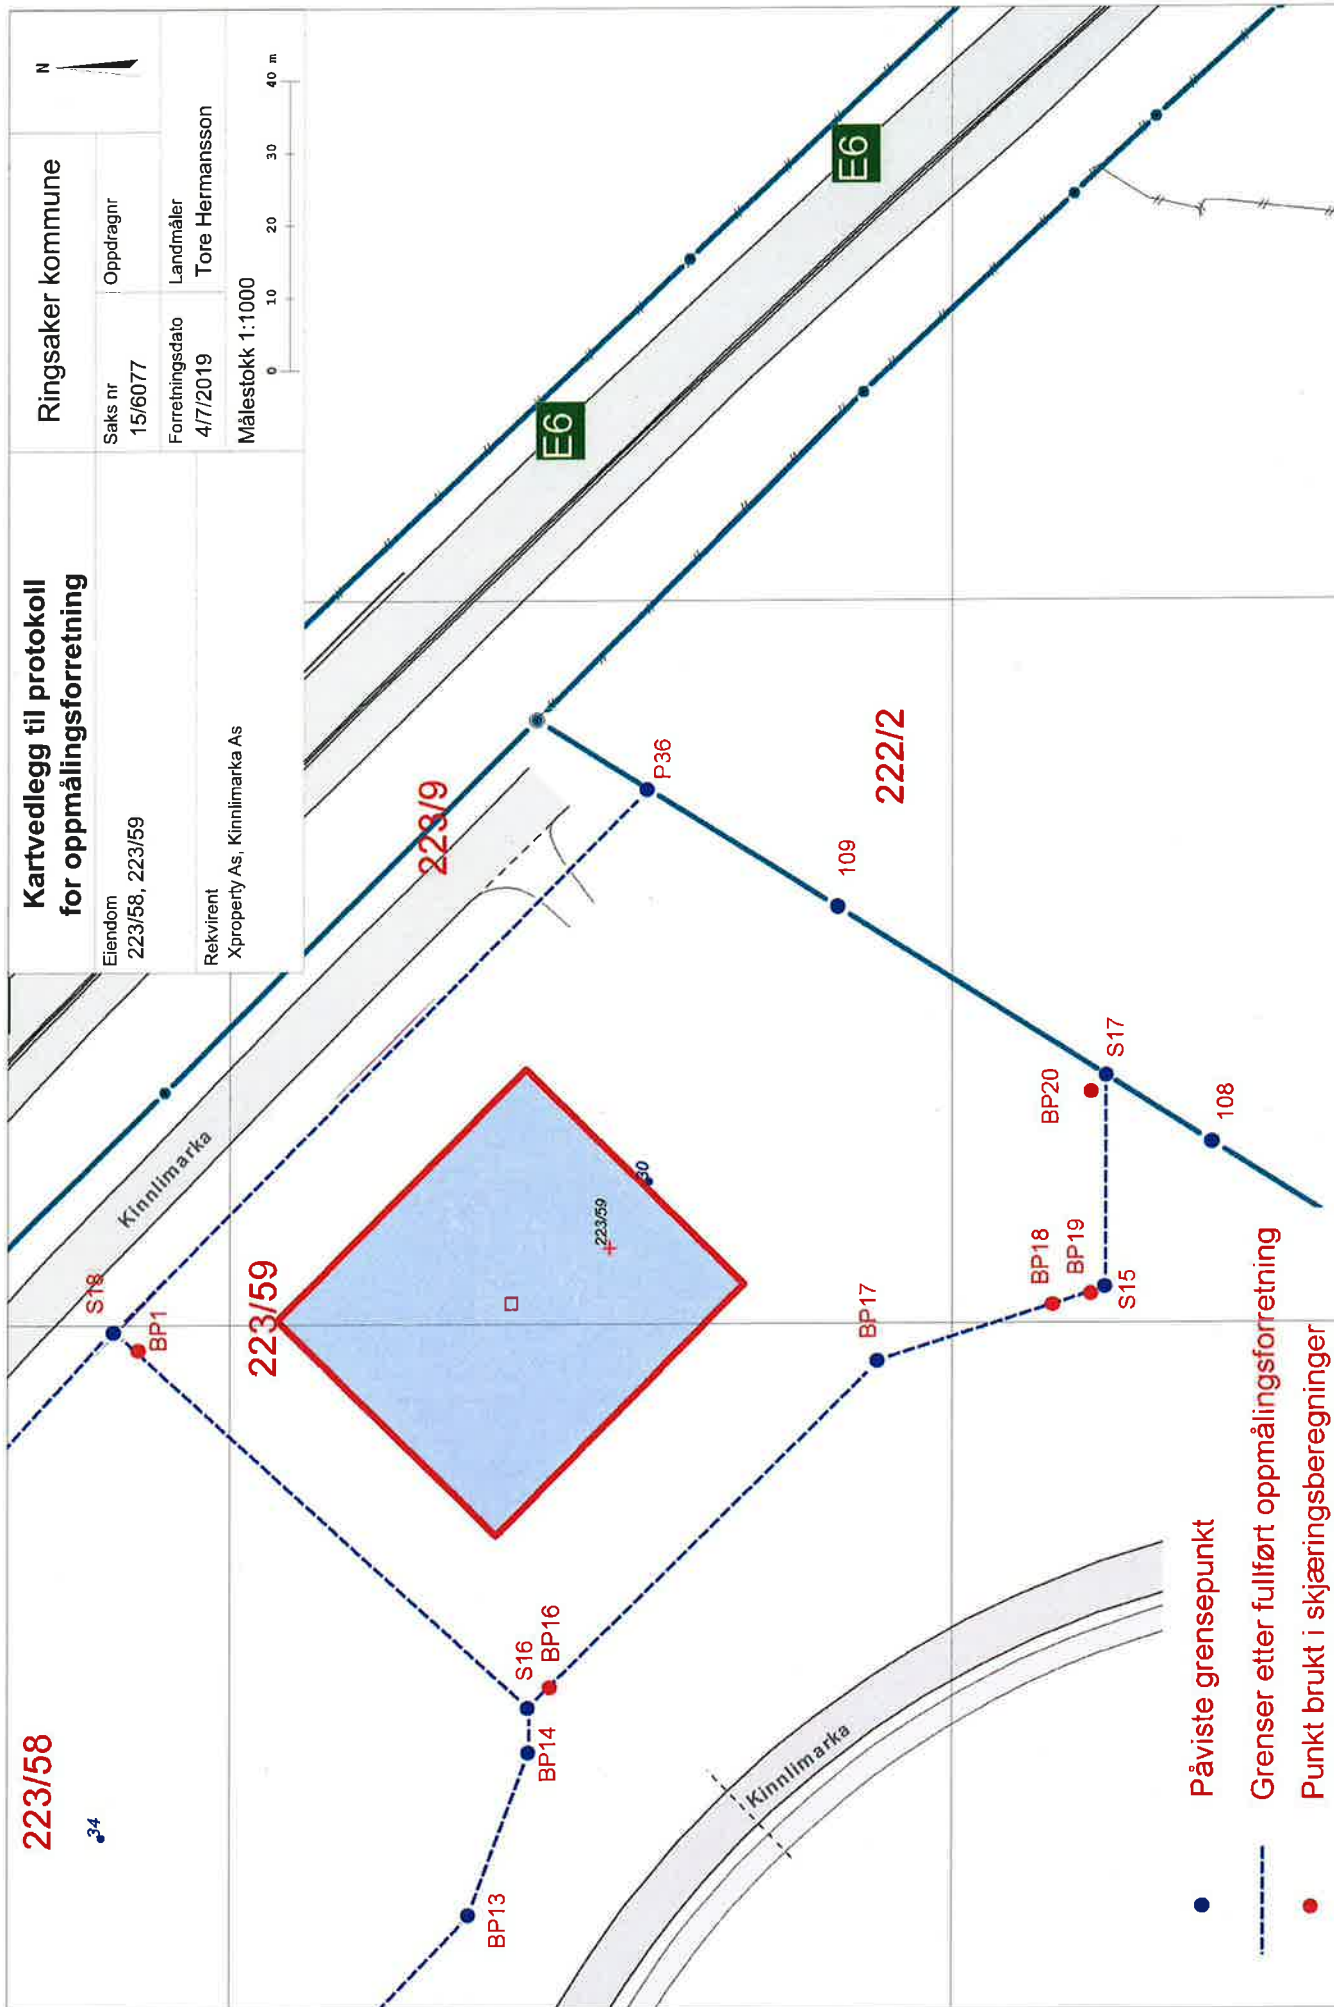 Kartvedlegg til protokoll
for oppmålingsforretning
Ringsaker kommune
N
Eiendom
223/58, 223/59
Saks nr
15/6077
Oppdragnr
Rekvirent
Xproperty As, Kinnlimarka As
Forretningsdato
4/7/2019
Landmåler
Tore Hermansson
Målestokk 1:1000
0 10 20 30 40 m
223/58
34
S18
BP1
Kinnlimarka
223/59
223/9
E6
E6
223/59
30
P36
222/2
109
BP13
BP14
S16
BP16
BP17
BP18
BP19
S15
BP20
S17
108
Kinnlimarka
Påviste grensepunkt
Grenser etter fullført oppmålingsforretning
Punkt brukt i skjæringsberegninger